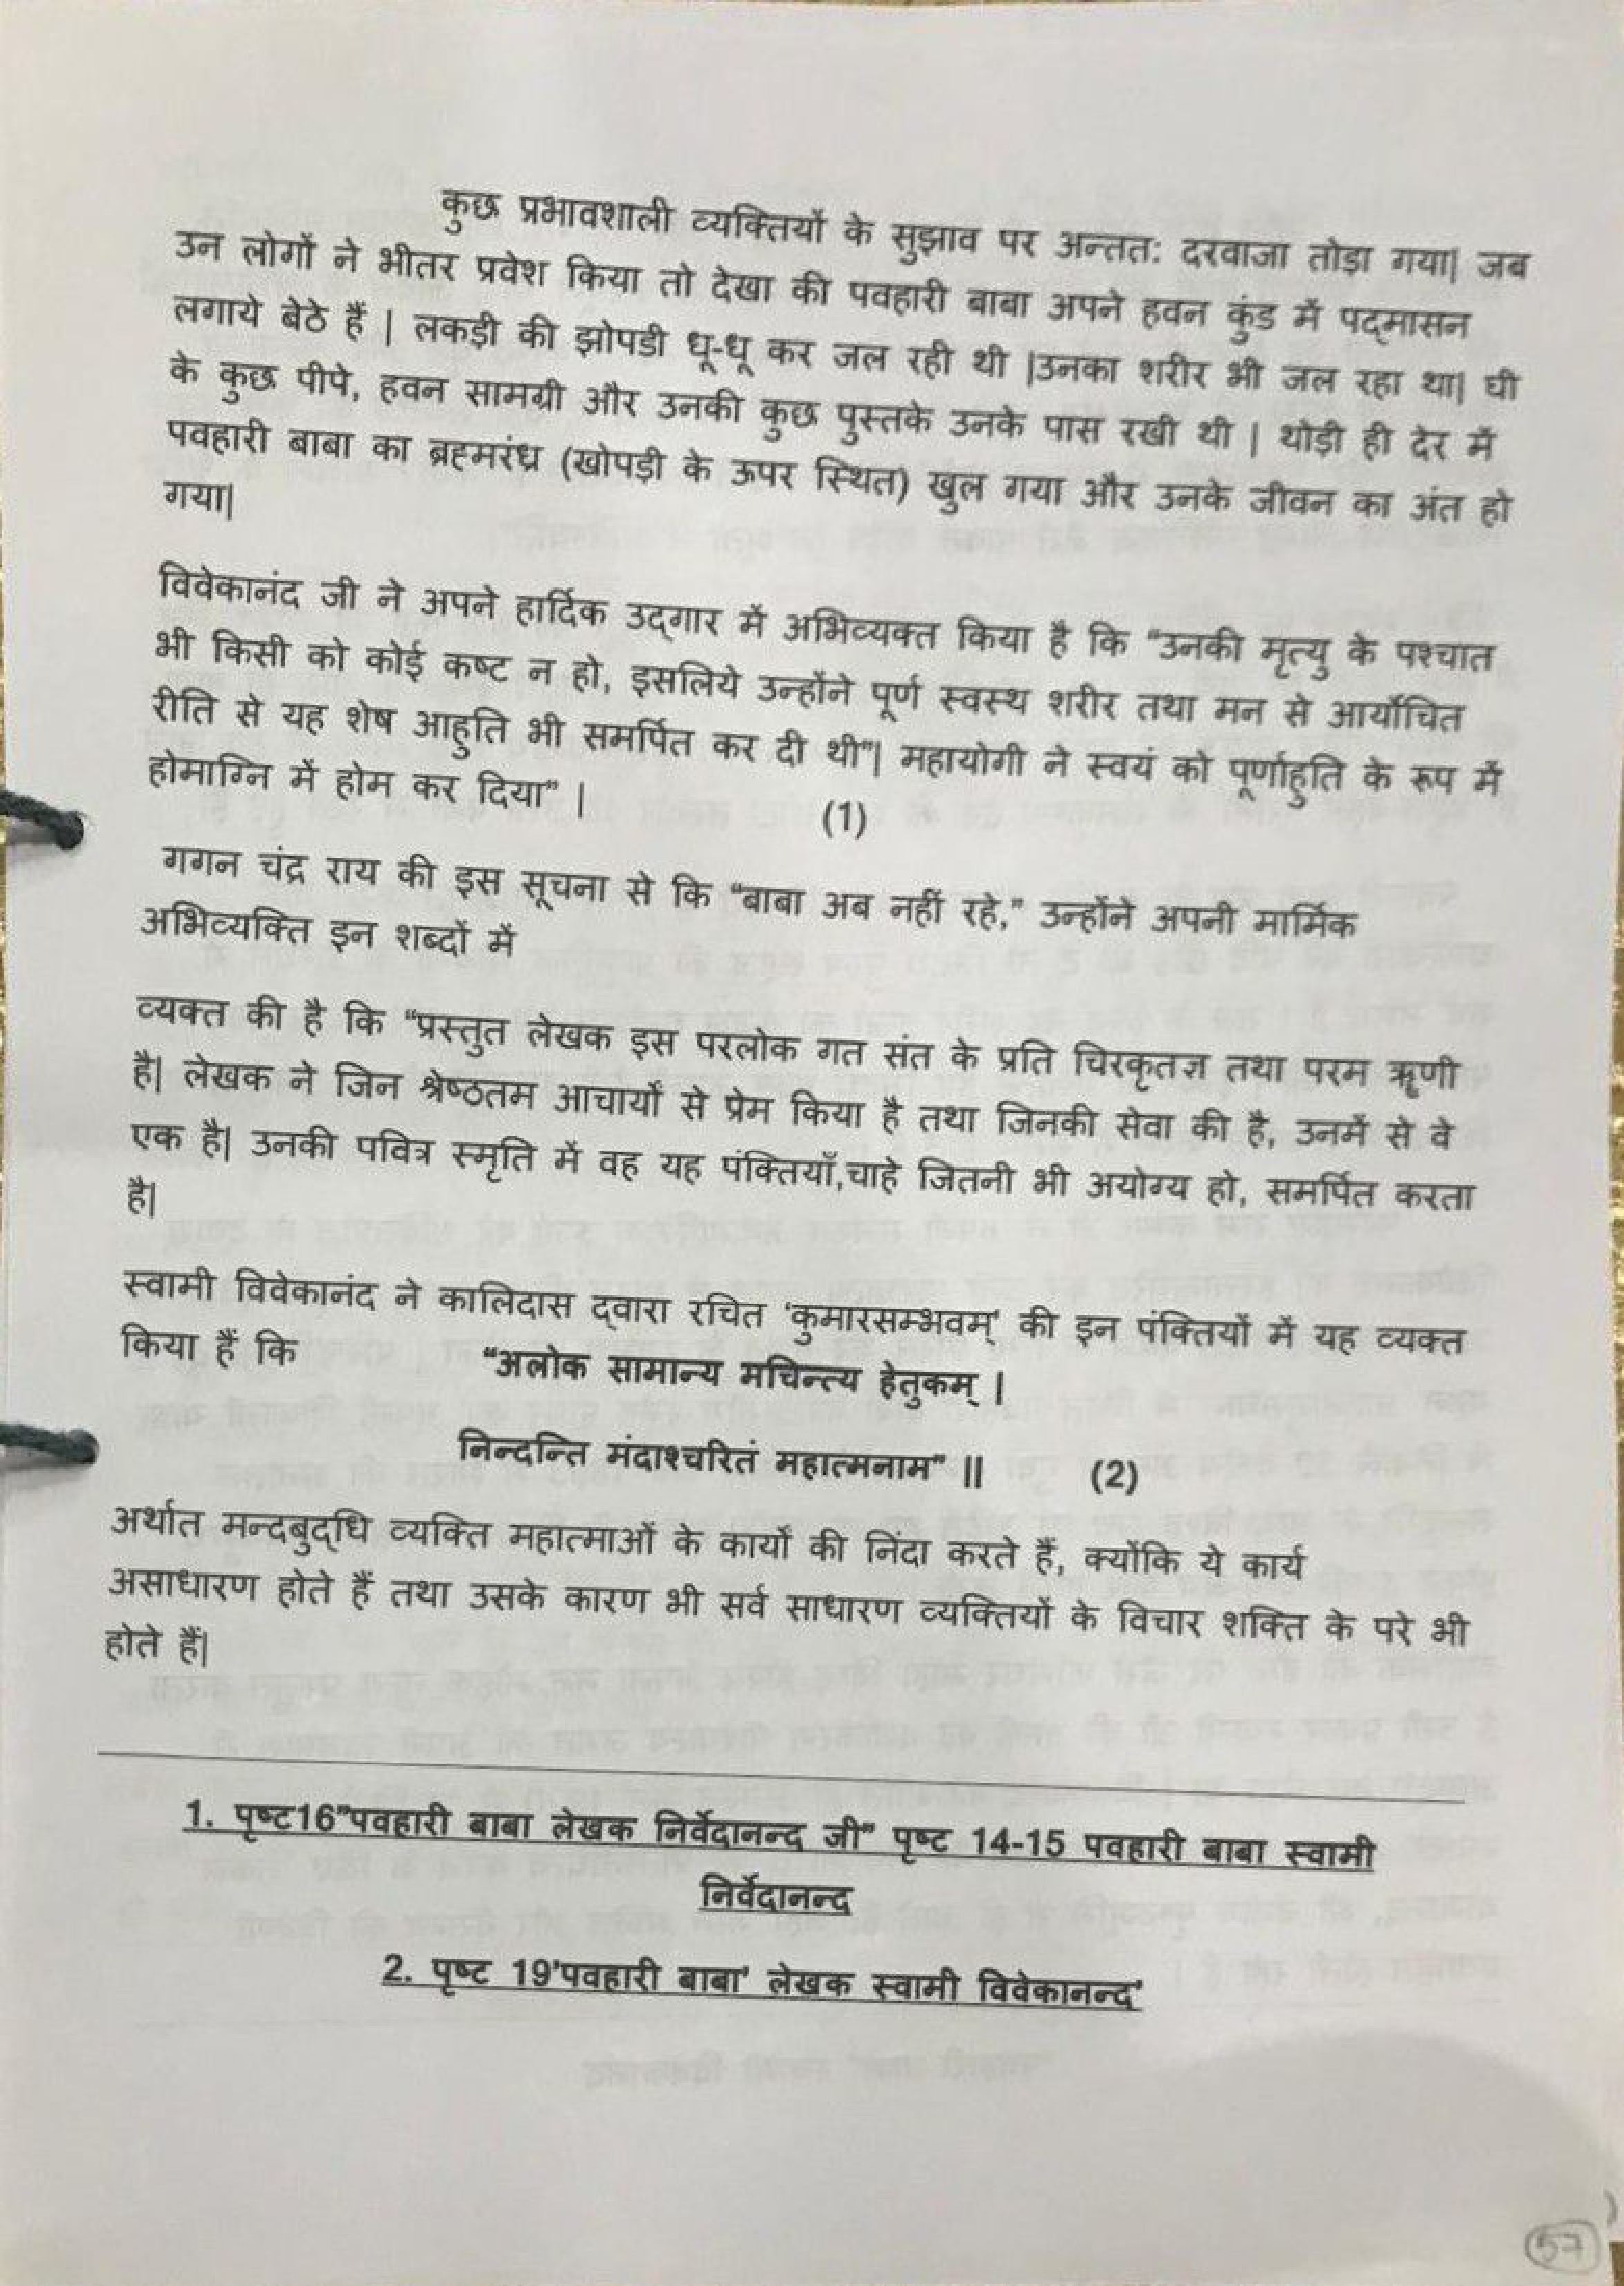 कुछ प्रभावशाली व्यक्तियों के सुझाव पर अन्तत: दरवाजा तोड़ा गया| जब
उन लोगों ने भीतर प्रवेश किया तो देखा की पवहारी बाबा अपने हवन कुंड में पद्मासन
लगाये बेठे हैं | लकड़ी की झोपडी धू-धू कर जल रही थी |उनका शरीर भी जल रहा था| घी
के कुछ पीपे, हवन सामग्री और उनकी कुछ पुस्तके उनके पास रखी थी | थोड़ी ही देर में
पवहारी बाबा का ब्रह्मरंध्र (खोपड़ी के ऊपर स्थित) खुल गया और उनके जीवन का अंत हो
गया|
विवेकानंद जी ने अपने हार्दिक उद्गार में अभिव्यक्त किया है कि “उनकी मृत्यु के पश्चात
भी किसी को कोई कष्ट न हो, इसलिये उन्होंने पूर्ण स्वस्थ शरीर तथा मन से आर्योचित
रीति से यह शेष आहुति भी समर्पित कर दी थी”| महायोगी ने स्वयं को पूर्णाहुति के रूप में
होमाग्नि में होम कर दिया” | (1)
गगन चंद्र राय की इस सूचना से कि “बाबा अब नहीं रहे,” उन्होंने अपनी मार्मिक
अभिव्यक्ति इन शब्दों में
व्यक्त की है कि “प्रस्तुत लेखक इस परलोक गत संत के प्रति चिरकृतज्ञ तथा परम ॠणी
है| लेखक ने जिन श्रेष्ठतम आचार्यों से प्रेम किया है तथा जिनकी सेवा की है, उनमें से वे
एक है| उनकी पवित्र स्मृति में वह यह पंक्तियाँ,चाहे जितनी भी अयोग्य हो, समर्पित करता
है|
स्वामी विवेकानंद ने कालिदास द्वारा रचित ‘कुमारसम्भवम्’ की इन पंक्तियों में यह व्यक्त
किया हैं कि “अलोक सामान्य मचिन्त्य हेतुकम् |
निन्दन्ति मंदाश्चरितं महात्मनाम” || (2)
अर्थात मन्दबुद्धि व्यक्ति महात्माओं के कार्यो की निंदा करते हैं, क्योंकि ये कार्य
असाधारण होते हैं तथा उसके कारण भी सर्व साधारण व्यक्तियों के विचार शक्ति के परे भी
होते हैं|
1. पृष्ट16”पवहारी बाबा लेखक निर्वेदानन्द जी” पृष्ट 14-15 पवहारी बाबा स्वामी
निर्वेदानन्द
2. पृष्ट 19’पवहारी बाबा’ लेखक स्वामी विवेकानन्द’
57